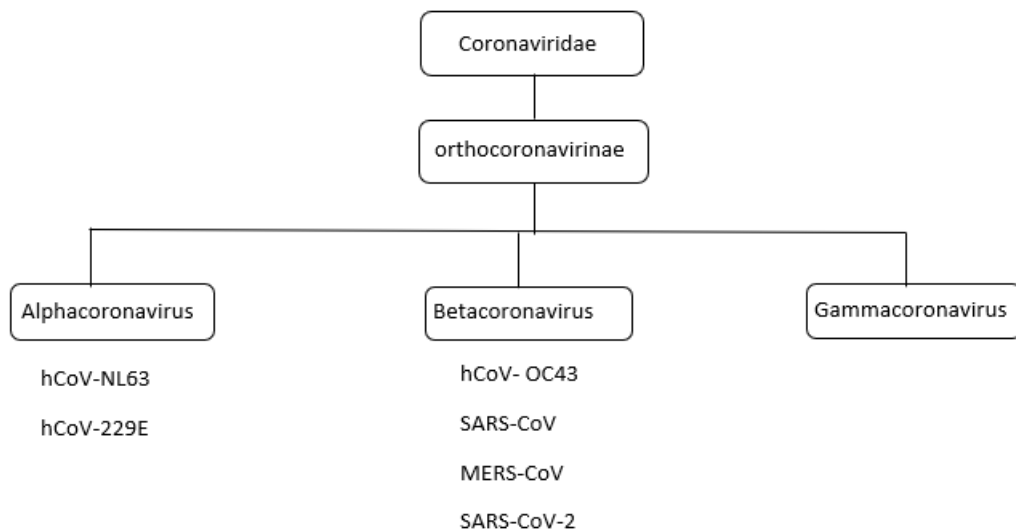 Coronaviridae
orthocoronavirinae
Alphacoronavirus
hCoV-NL63
hCoV-229E
Betacoronavirus
hCoV- OC43
SARS-CoV
MERS-CoV
SARS-CoV-2
Gammacoronavirus